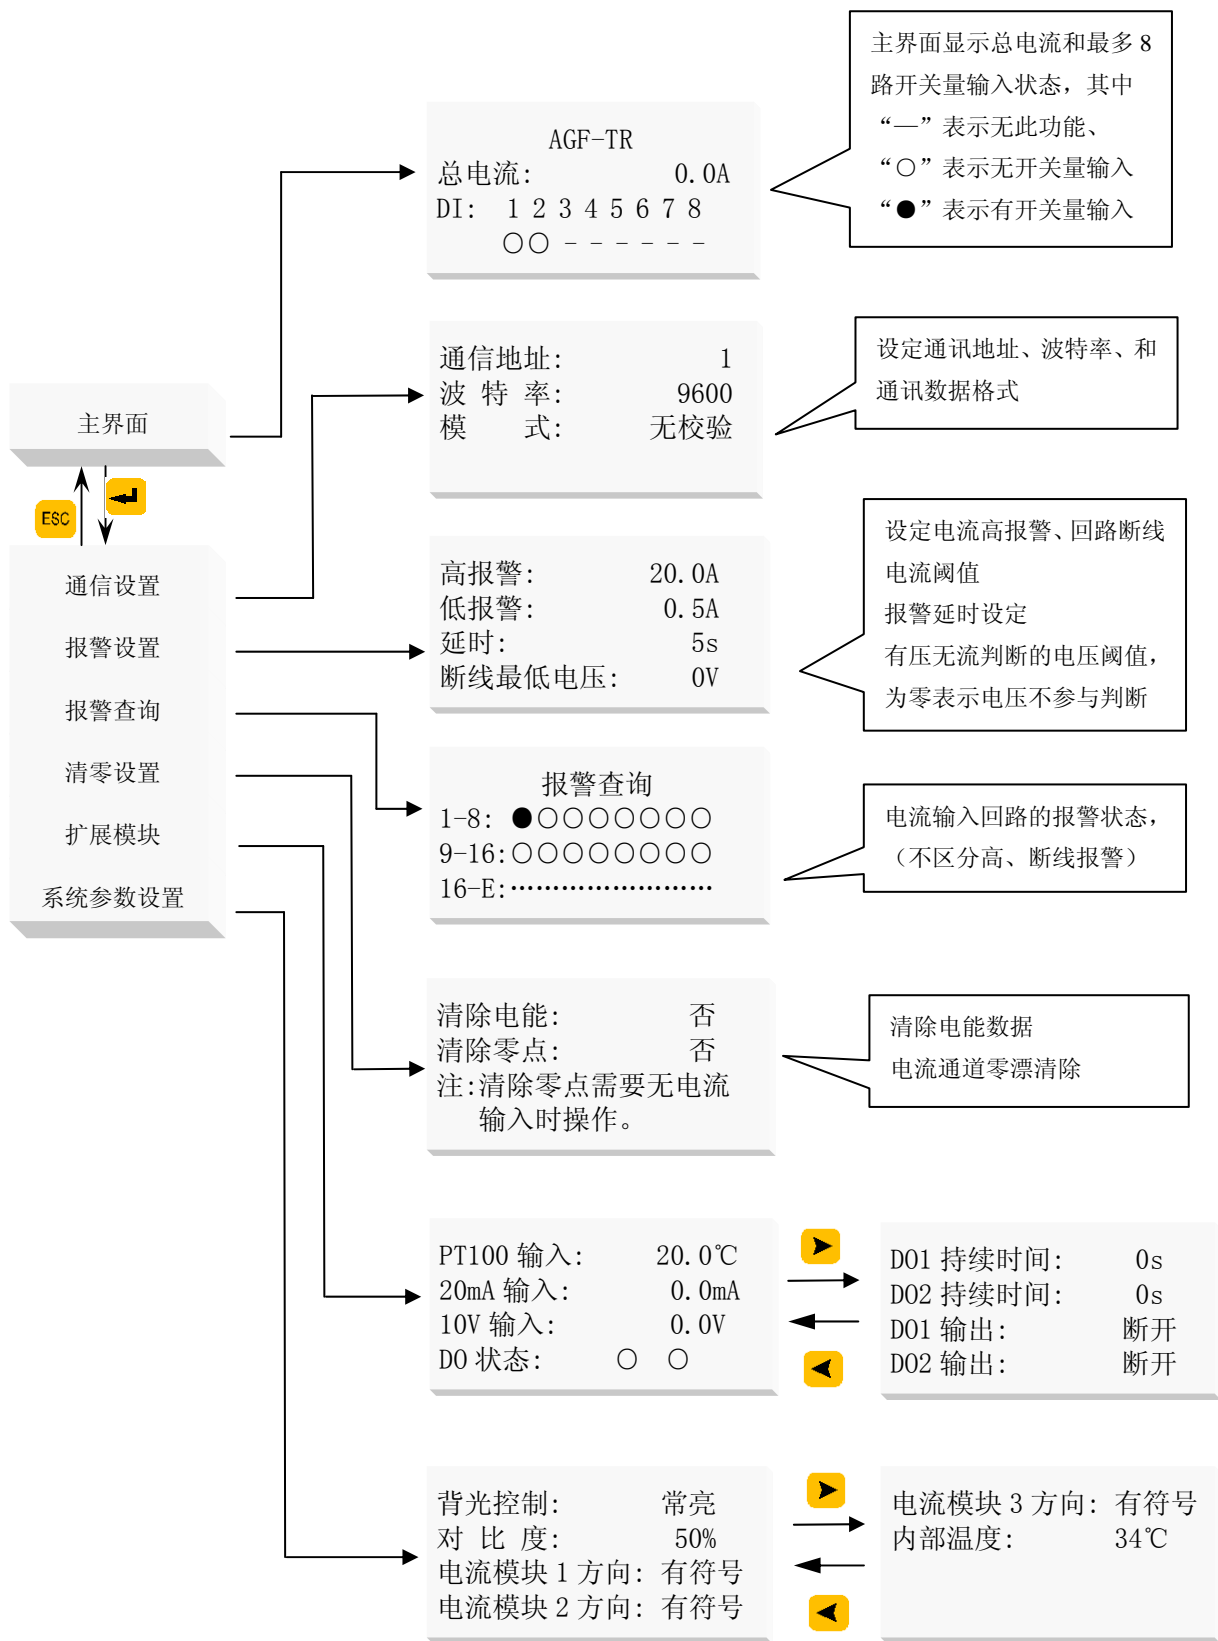 主界面显示总电流和最多 8
路开关量输入状态，其中
“—”表示无此功能、
“○”表示无开关量输入
“●”表示有开关量输入
AGF-TR
总电流: 0.0A
DI: 1 2 3 4 5 6 7 8
○○ - - - - - -
设定通讯地址、波特率、和
通讯数据格式
通信地址: 1
波 特 率: 9600
模 式: 无校验
主界面
ESC
设定电流高报警、回路断线
电流阈值
报警延时设定
有压无流判断的电压阈值，
为零表示电压不参与判断
高报警: 20.0A
低报警: 0.5A
延时: 5s
断线最低电压: 0V
通信设置
报警设置
报警查询
清零设置
扩展模块
系统参数设置
报警查询
1-8: ●○○○○○○○
9-16:○○○○○○○○
16-E:……………………
电流输入回路的报警状态，
（不区分高、断线报警）
清除电能: 否
清除零点: 否
注:清除零点需要无电流
输入时操作。
清除电能数据
电流通道零漂清除
PT100 输入: 20.0℃
20mA 输入: 0.0mA
10V 输入: 0.0V
DO 状态: ○ ○
DO1 持续时间: 0s
DO2 持续时间: 0s
DO1 输出: 断开
DO2 输出: 断开
背光控制: 常亮
对 比 度: 50%
电流模块 1 方向: 有符号
电流模块 2 方向: 有符号
电流模块 3 方向: 有符号
内部温度: 34℃